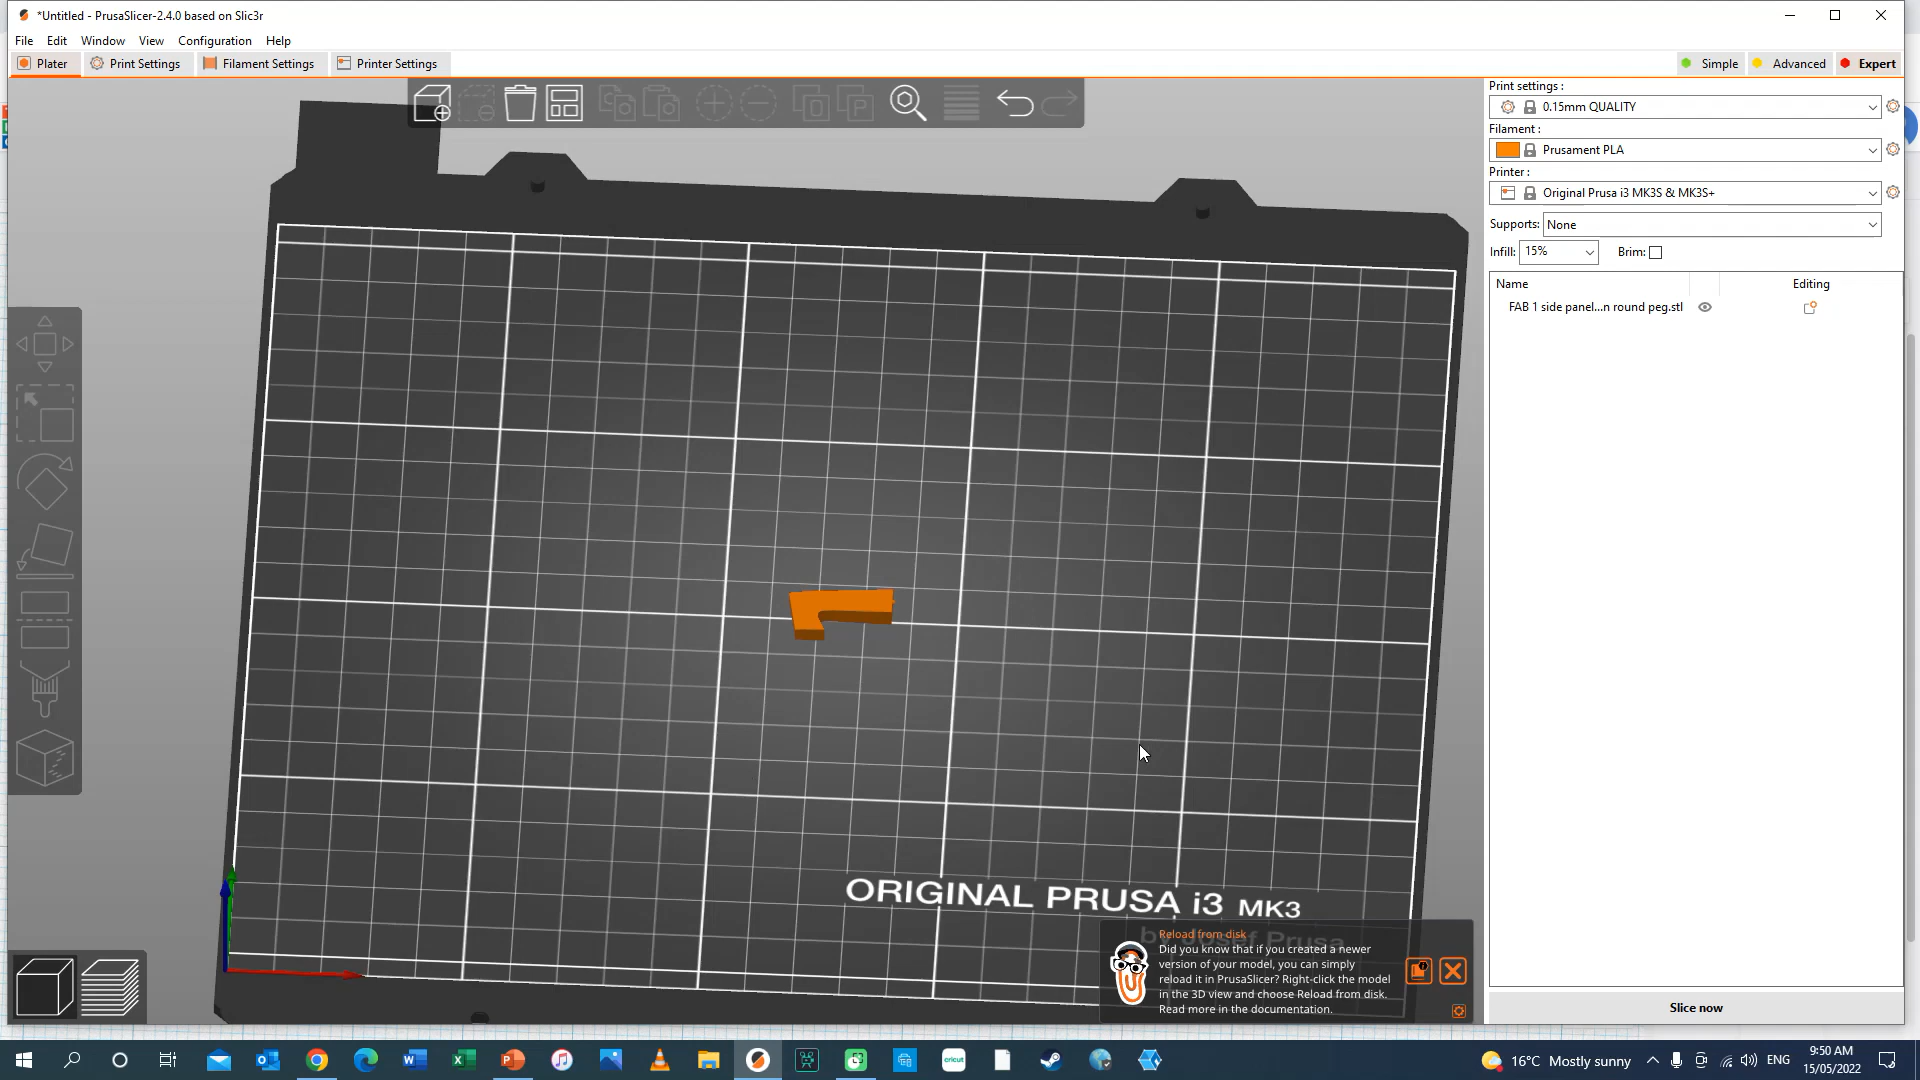 *Untitled - PrusaSlicer-2.4.0 based on Slic3r
File Edit Window View Configuration Help
Plater Print Settings Filament Settings Printer Settings
Simple Advanced Expert
Print settings :
0.15mm QUALITY
Filament :
Prusament PLA
Printer :
Original Prusa i3 MK3S & MK3S+
Supports: None
Infill: 15% Brim:
Name Editing
FAB 1 side panel...n round peg.stl
ORIGINAL PRUSA i3 MK3
by Josef Prusa
Reload from disk
Did you know that if you created a newer
version of your model, you can simply
reload it in PrusaSlicer? Right-click the model
in the 3D view and choose Reload from disk.
Read more in the documentation.
Slice now
16°C Mostly sunny
ENG
9:50 AM
15/05/2022